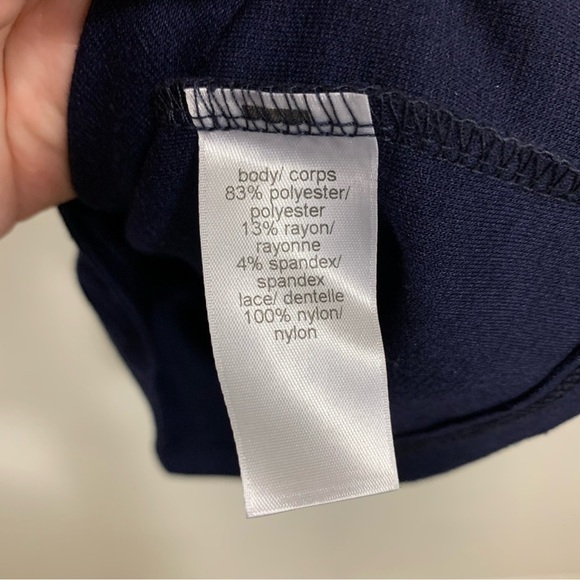 body/ corps
83% polyester/
polyester
13% rayon/
rayonne
4% spandex/
spandex
lace/ dentelle
100% nylon/
nylon